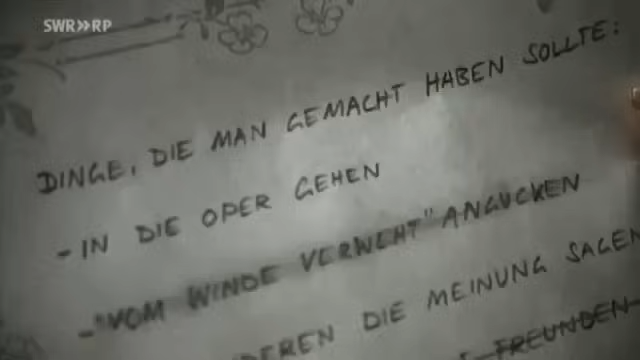 SWR»RP
DINGE, DIE MAN GEMACHT HABEN SOLLTE:
- IN DIE OPER GEHEN
- "VOM WINDE VERWEHT" ANGUCKEN
DIE MEINUNG SAGEN
FREUNDEN